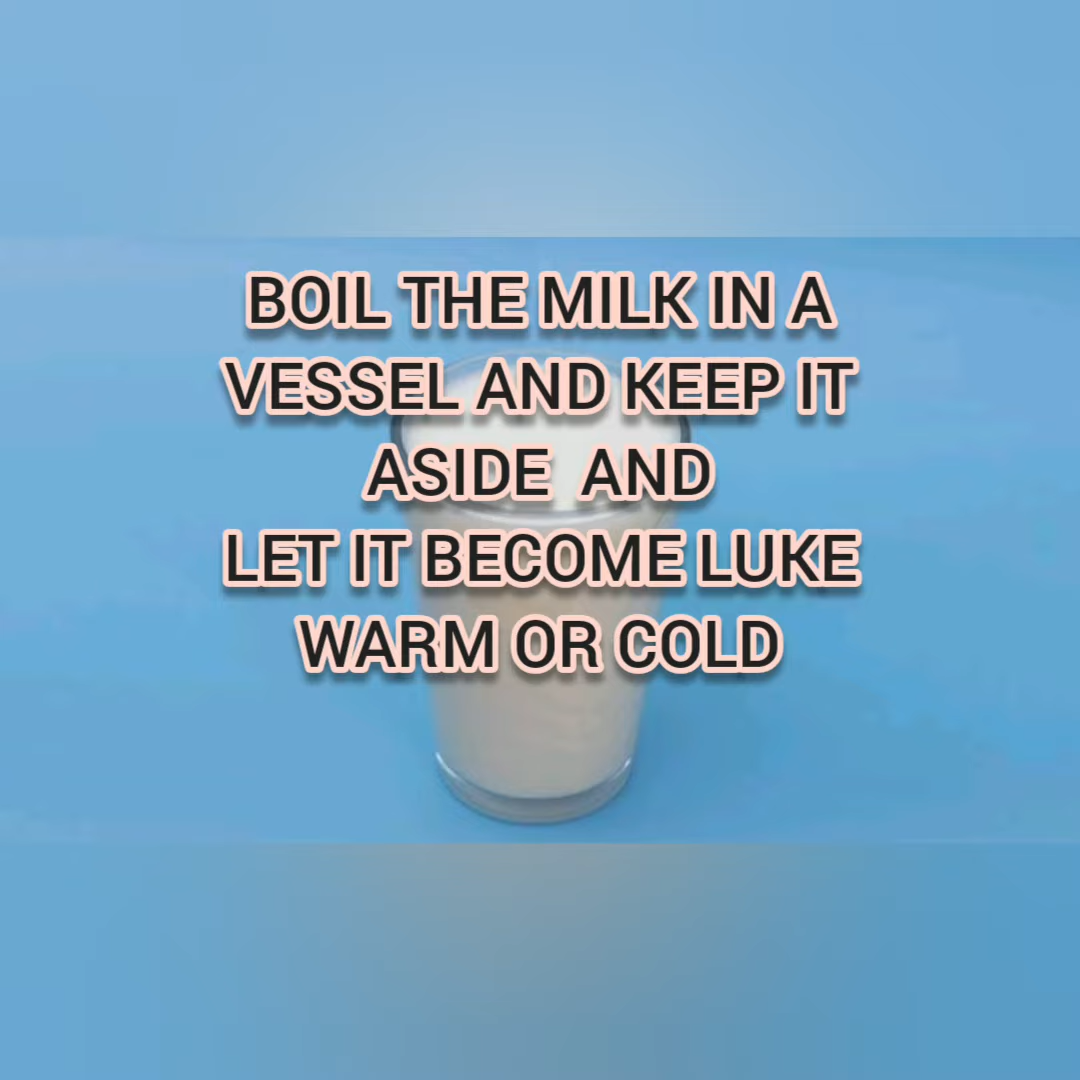 BOIL THE MILK IN A
VESSEL AND KEEP IT
ASIDE  AND
LET IT BECOME LUKE
WARM OR COLD